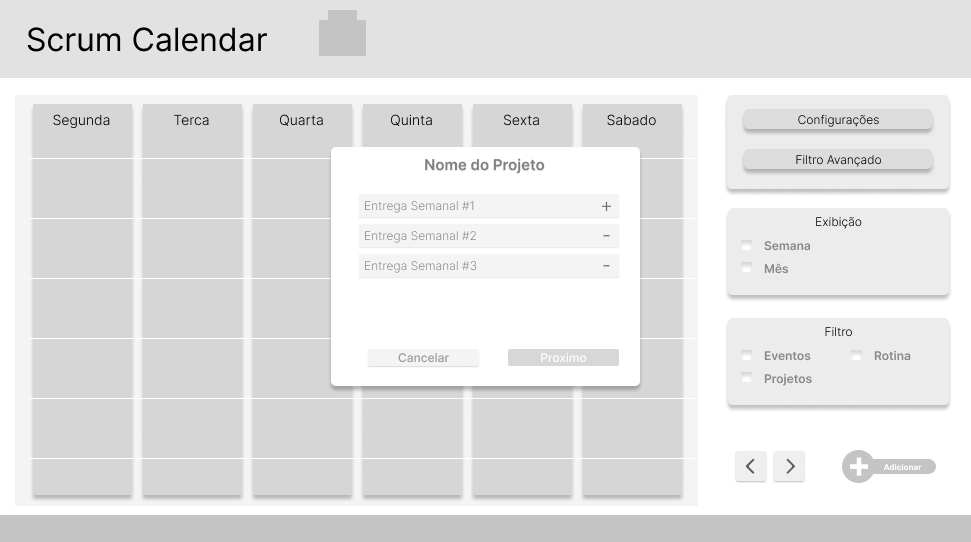 Scrum Calendar
Segunda Terca Quarta Quinta Sexta Sabado
Nome do Projeto
Entrega Semanal #1 +
Entrega Semanal #2 -
Entrega Semanal #3 -
Cancelar Proximo
Configurações
Filtro Avançado
Exibição
Semana
Mês
Filtro
Eventos Rotina
Projetos
Adicionar